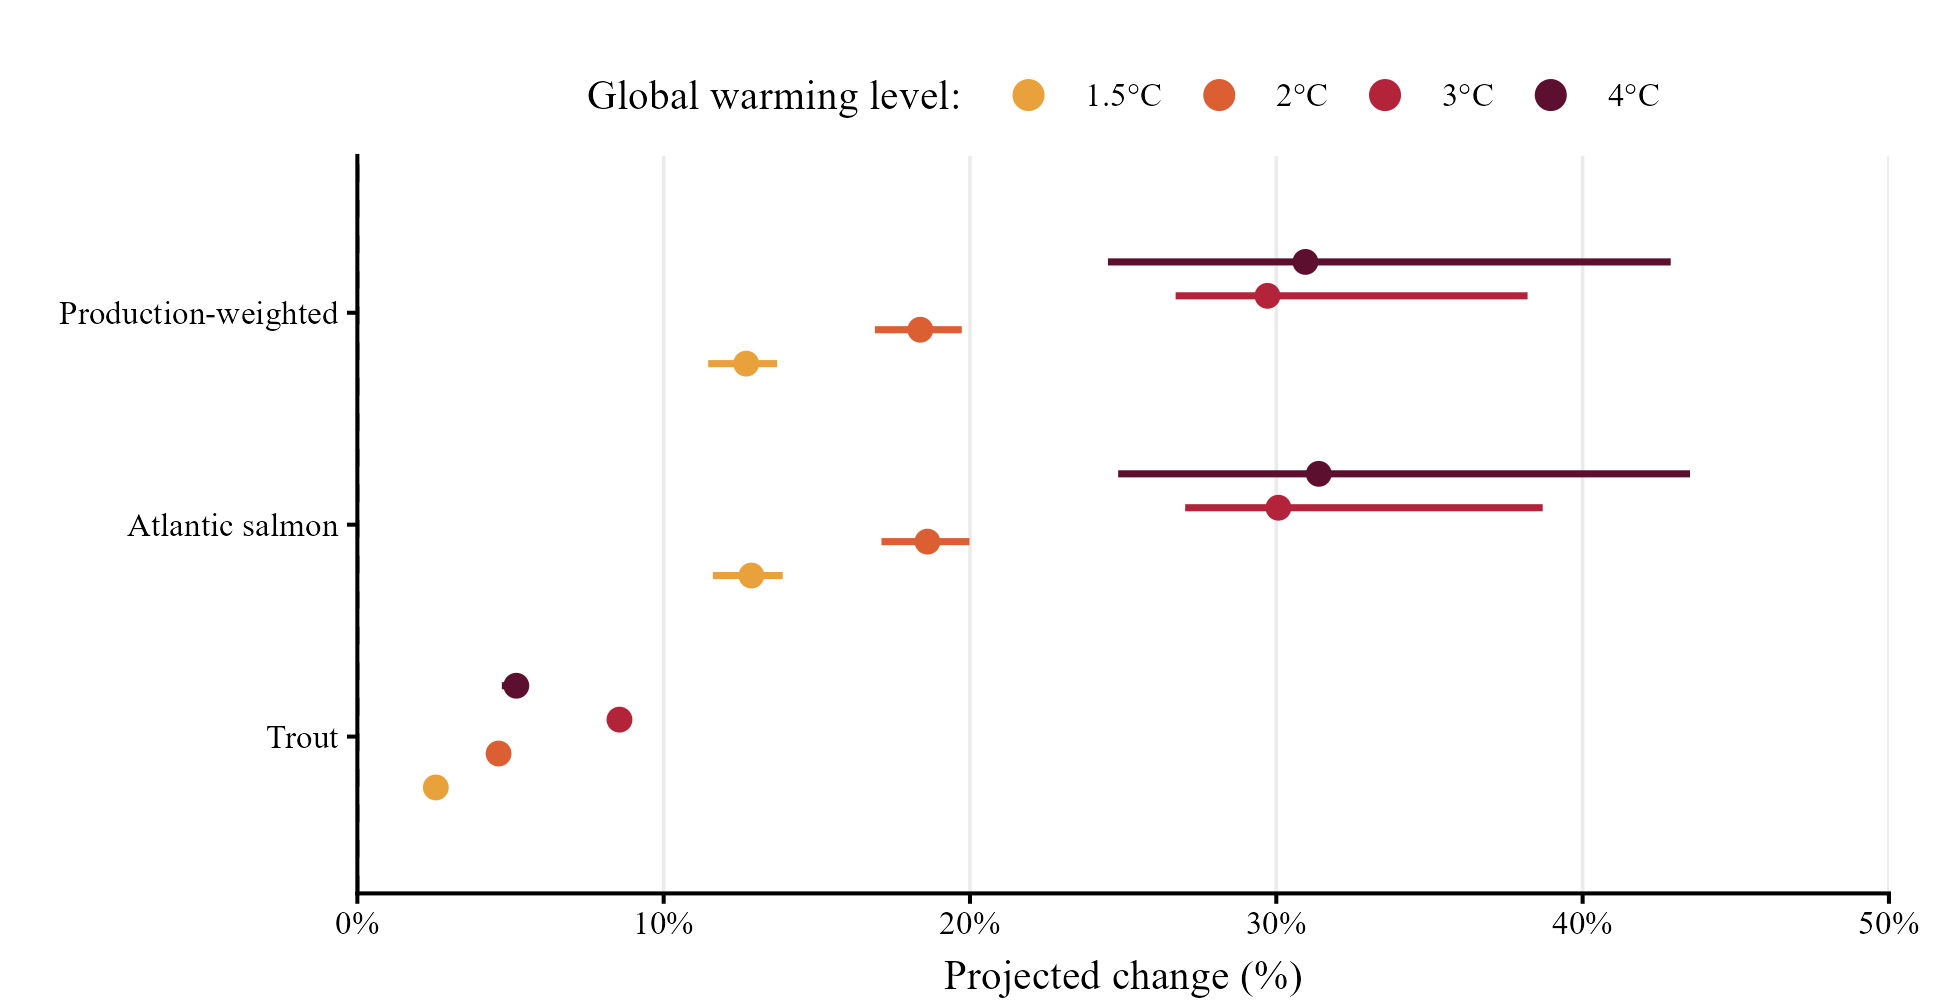 Global warming level: 1.5°C 2°C 3°C 4°C
Production-weighted
Atlantic salmon
Trout
0% 10% 20% 30% 40% 50%
Projected change (%)